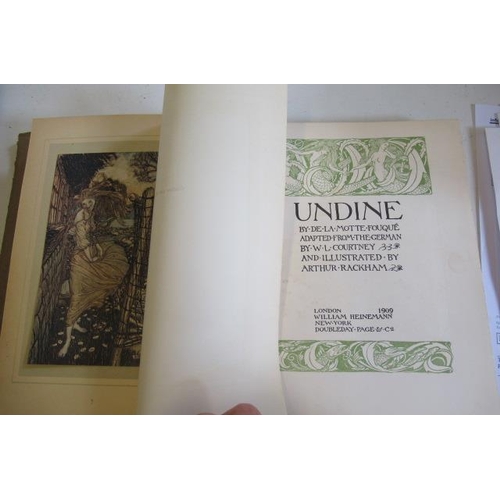 UNDINE
BY·DE·LA·MOTTE·FOUQUÉ
ADAPTED·FROM·THE·GERMAN
BY·W·L·COURTNEY
AND·ILLUSTRATED·BY
ARTHUR·RACKHAM
LONDON 1909
WILLIAM HEINEMANN
NEW·YORK
DOUBLEDAY·PAGE·&·Cº